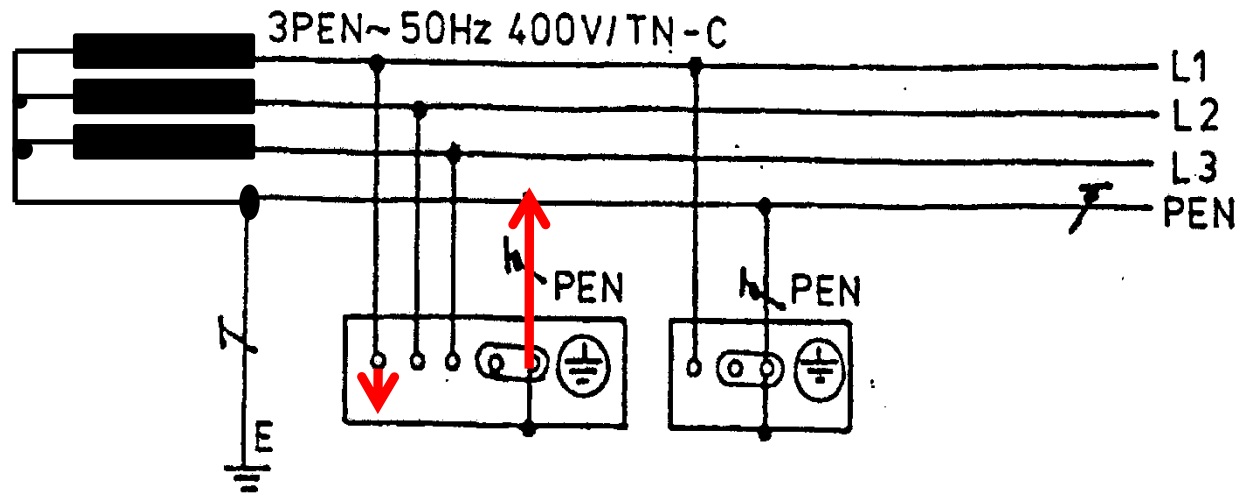 3PEN~ 50Hz 400V/TN-C
L1
L2
L3
PEN
PEN
PEN
E